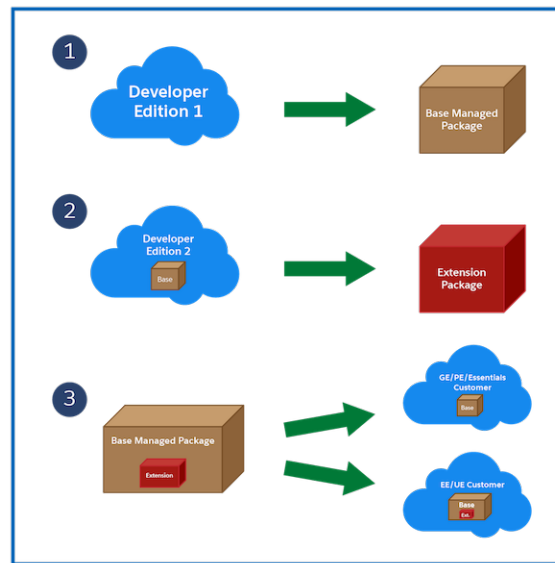 1
Developer
Edition 1
Base Managed
Package
2
Developer
Edition 2
Base
Extension
Package
3
Base Managed Package
Extension
GE/PE/Essentials
Customer
Base
EE/UE Customer
Base
Ext.